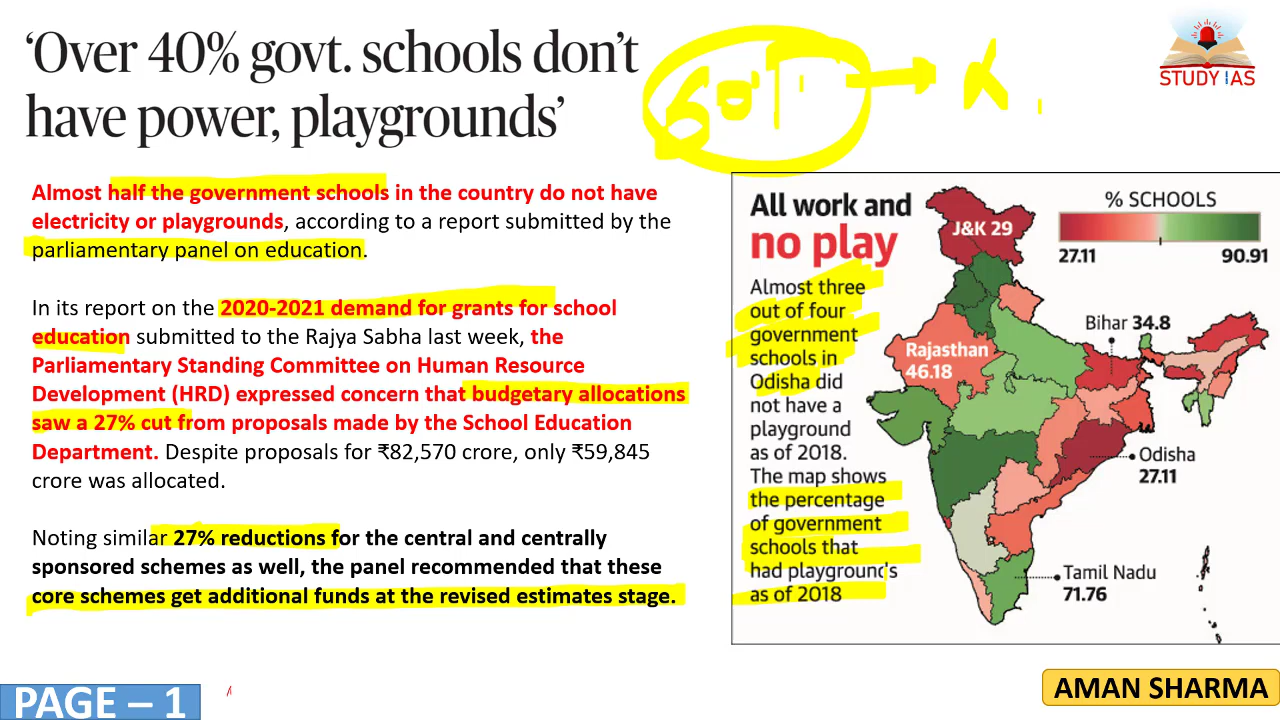 ‘Over 40% govt. schools don’t
have power, playgrounds’
STUDY IAS
Almost half the government schools in the country do not have
electricity or playgrounds, according to a report submitted by the
parliamentary panel on education.
In its report on the 2020-2021 demand for grants for school
education submitted to the Rajya Sabha last week, the
Parliamentary Standing Committee on Human Resource
Development (HRD) expressed concern that budgetary allocations
saw a 27% cut from proposals made by the School Education
Department. Despite proposals for ₹82,570 crore, only ₹59,845
crore was allocated.
Noting similar 27% reductions for the central and centrally
sponsored schemes as well, the panel recommended that these
core schemes get additional funds at the revised estimates stage.
All work and
no play
Almost three
out of four
government
schools in
Odisha did
not have a
playground
as of 2018.
The map shows
the percentage
of government
schools that
had playgrounds
as of 2018
% SCHOOLS
27.11 90.91
J&K 29
Bihar 34.8
Rajasthan
46.18
Odisha
27.11
Tamil Nadu
71.76
PAGE – 1
AMAN SHARMA